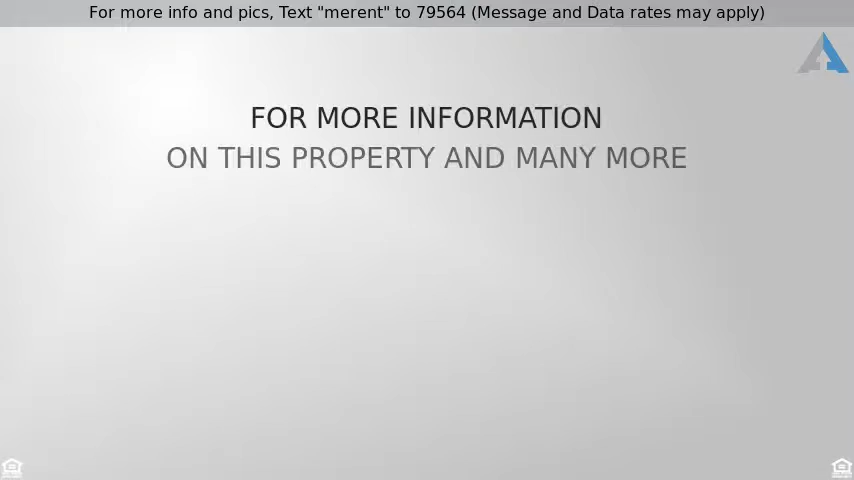 For more info and pics, Text "merent" to 79564 (Message and Data rates may apply)
FOR MORE INFORMATION
ON THIS PROPERTY AND MANY MORE